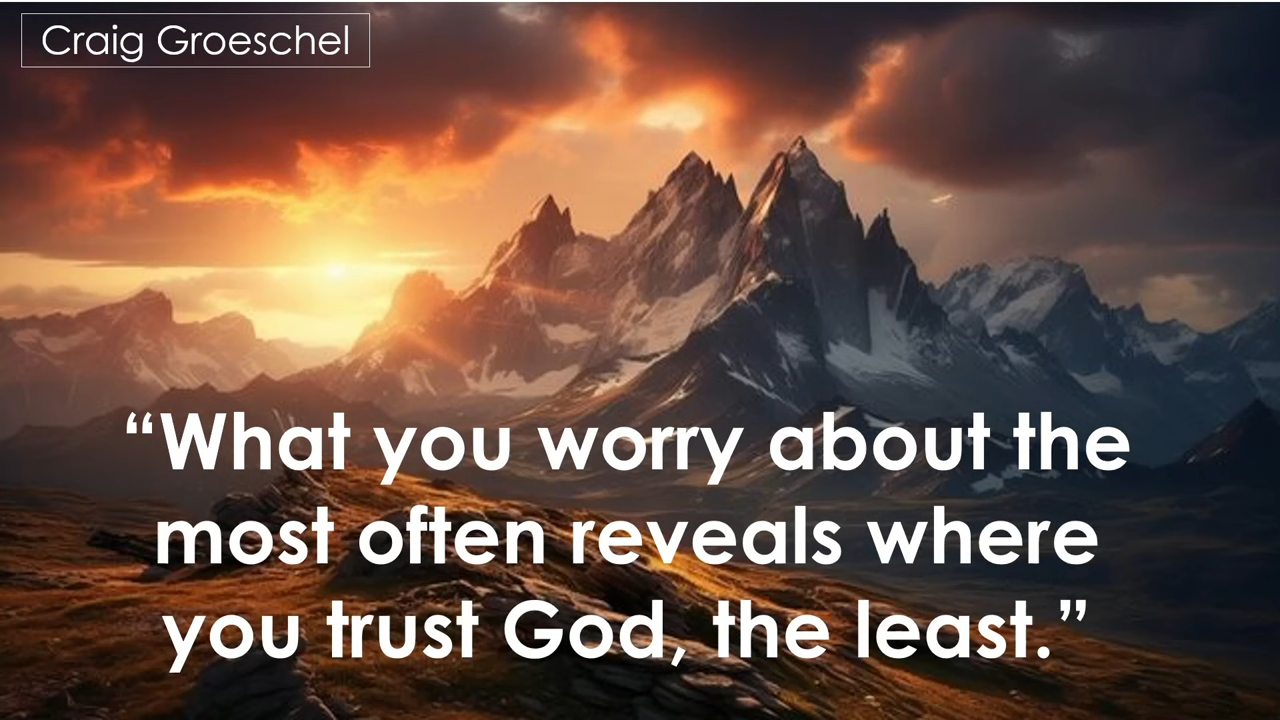 Craig Groeschel
“What you worry about the
most often reveals where
you trust God, the least.”